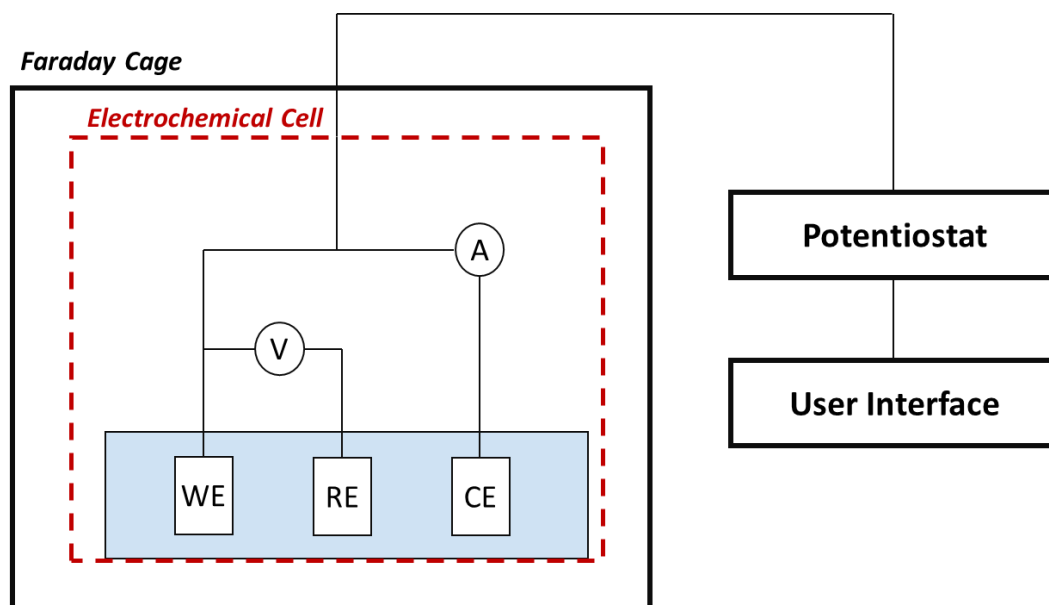 Faraday Cage
Electrochemical Cell
A
Potentiostat
V
User Interface
WE
RE
CE